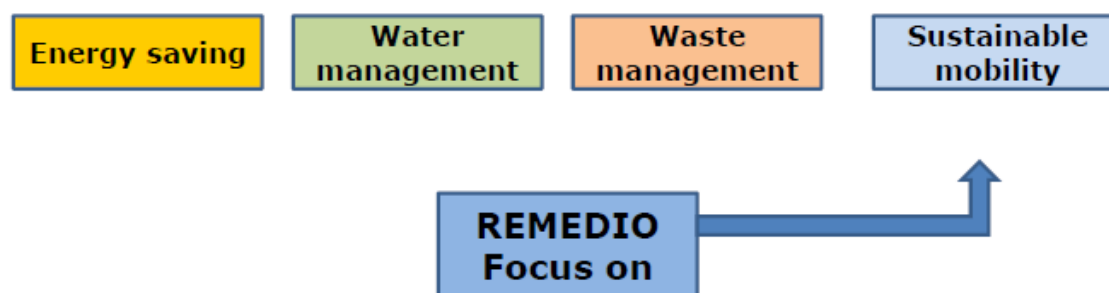 Energy saving
Water
management
Waste
management
Sustainable
mobility
REMEDIO
Focus on